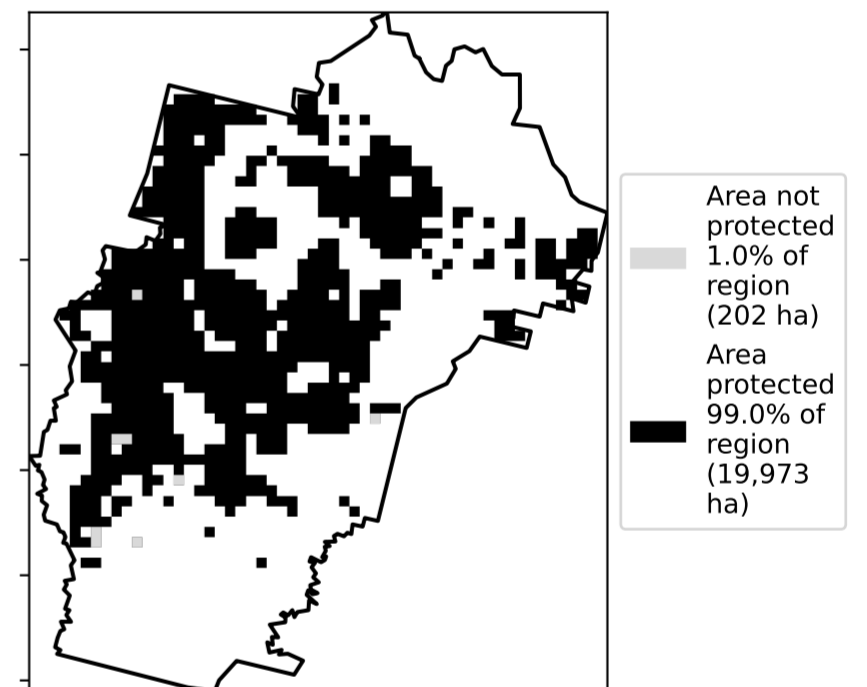 Area not
protected
1.0% of
region
(202 ha)
Area
protected
99.0% of
region
(19,973
ha)